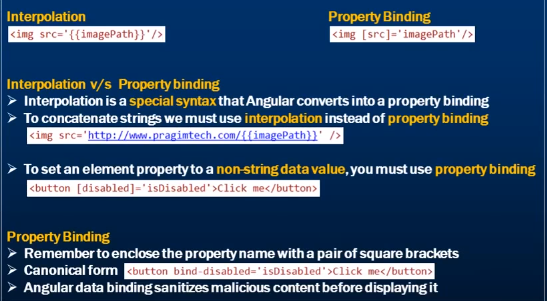 Interpolation
Property Binding
<img src='{{imagePath}}'/>
<img [src]='imagePath'/>
Interpolation v/s Property binding
➢ Interpolation is a special syntax that Angular converts into a property binding
➢ To concatenate strings we must use interpolation instead of property binding
<img src='http://www.pragimtech.com/{{imagePath}}' />
➢ To set an element property to a non-string data value, you must use property binding
<button [disabled]='isDisabled'>Click me</button>
Property Binding
➢ Remember to enclose the property name with a pair of square brackets
➢ Canonical form <button bind-disabled='isDisabled'>Click me</button>
➢ Angular data binding sanitizes malicious content before displaying it